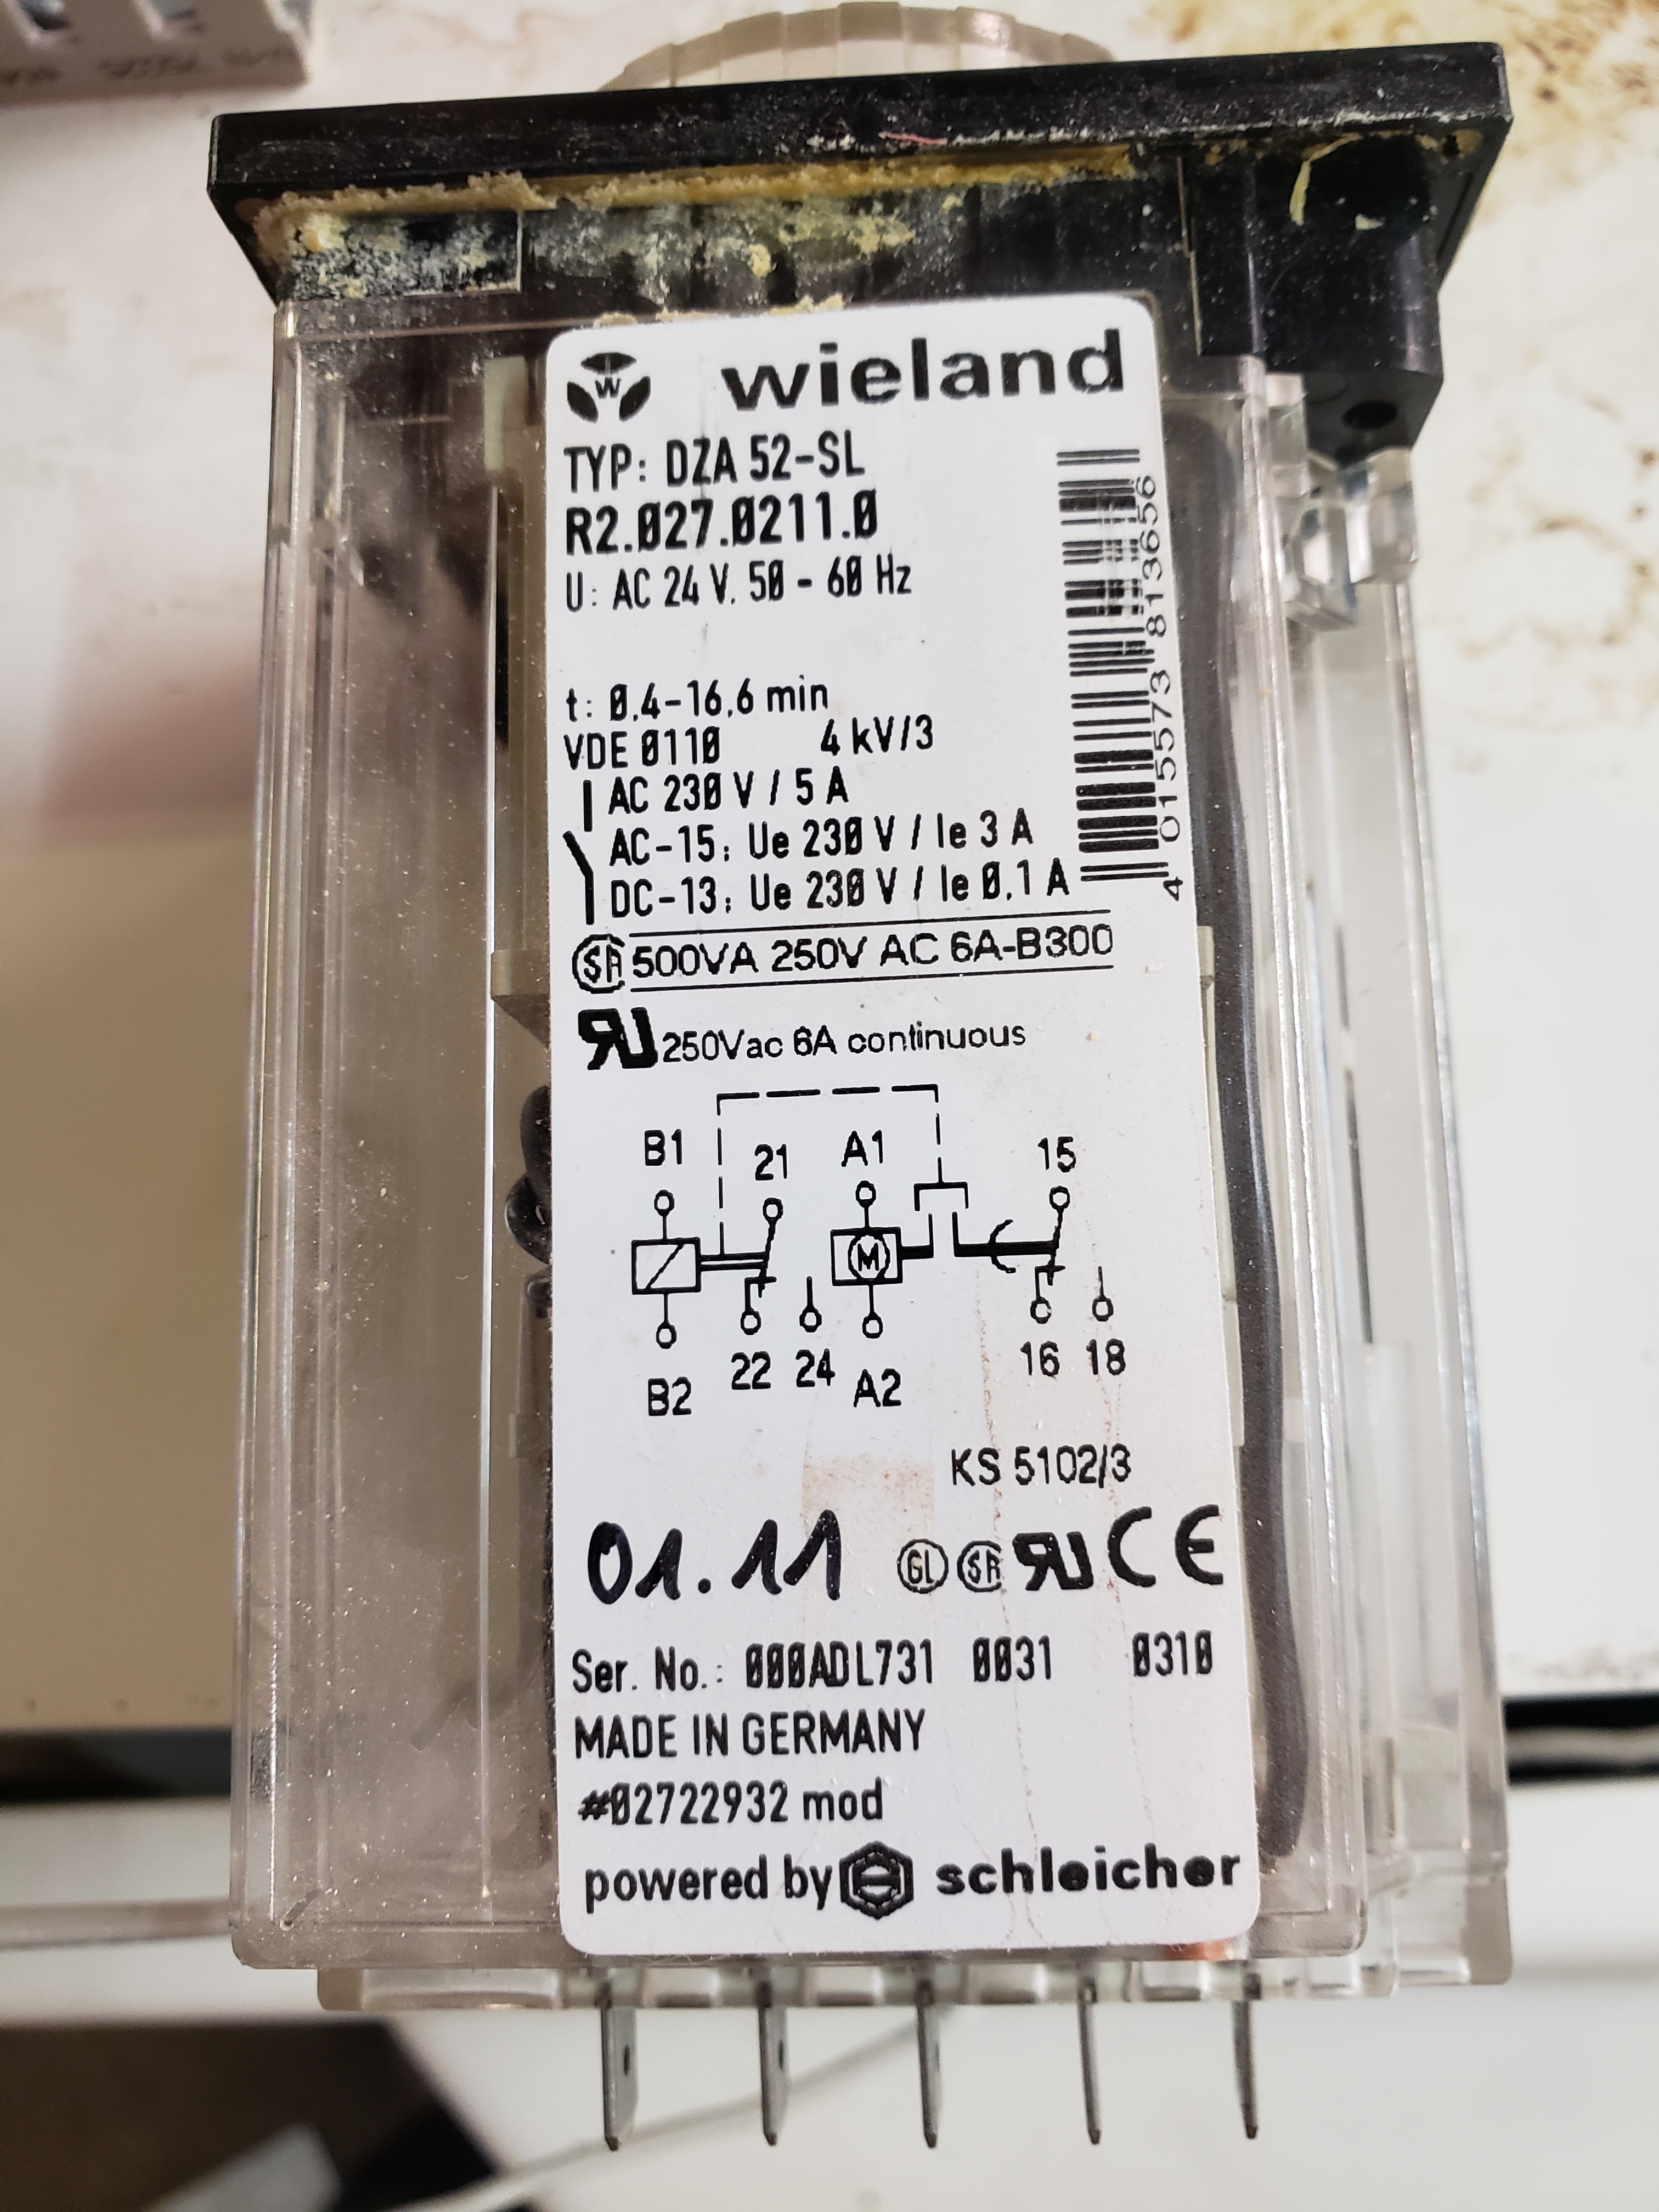 wieland
TYP: DZA 52-SL
R2.027.0211.0
U: AC 24 V. 50 - 60 Hz
t: 0.4-16.6 min
VDE 0110 4 kV/3
AC 230 V / 5 A
AC-15: Ue 230 V / Ie 3 A
DC-13: Ue 230 V / Ie 0.1 A
4 015573 813656
500VA 250V AC 6A-B300
250Vac 6A continuous
B1 21 A1 15
M
22 24 16 18
B2 A2
KS 5102/3
01.11 GL CE
Ser. No.: 000ADL731 0031 0310
MADE IN GERMANY
#02722932 mod
powered by schleicher